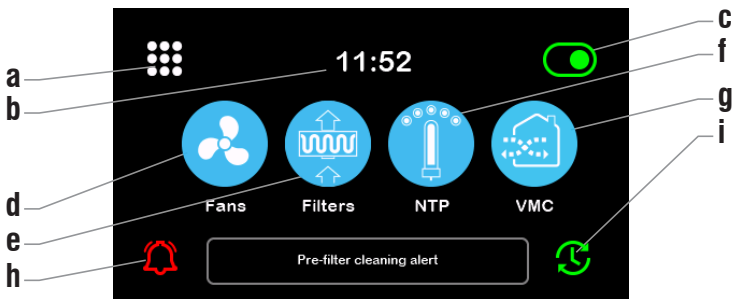 c
f
a
11:52
b
g
i
d
Fans
Filters
NTP
VMC
e
h
Pre-filter cleaning alert